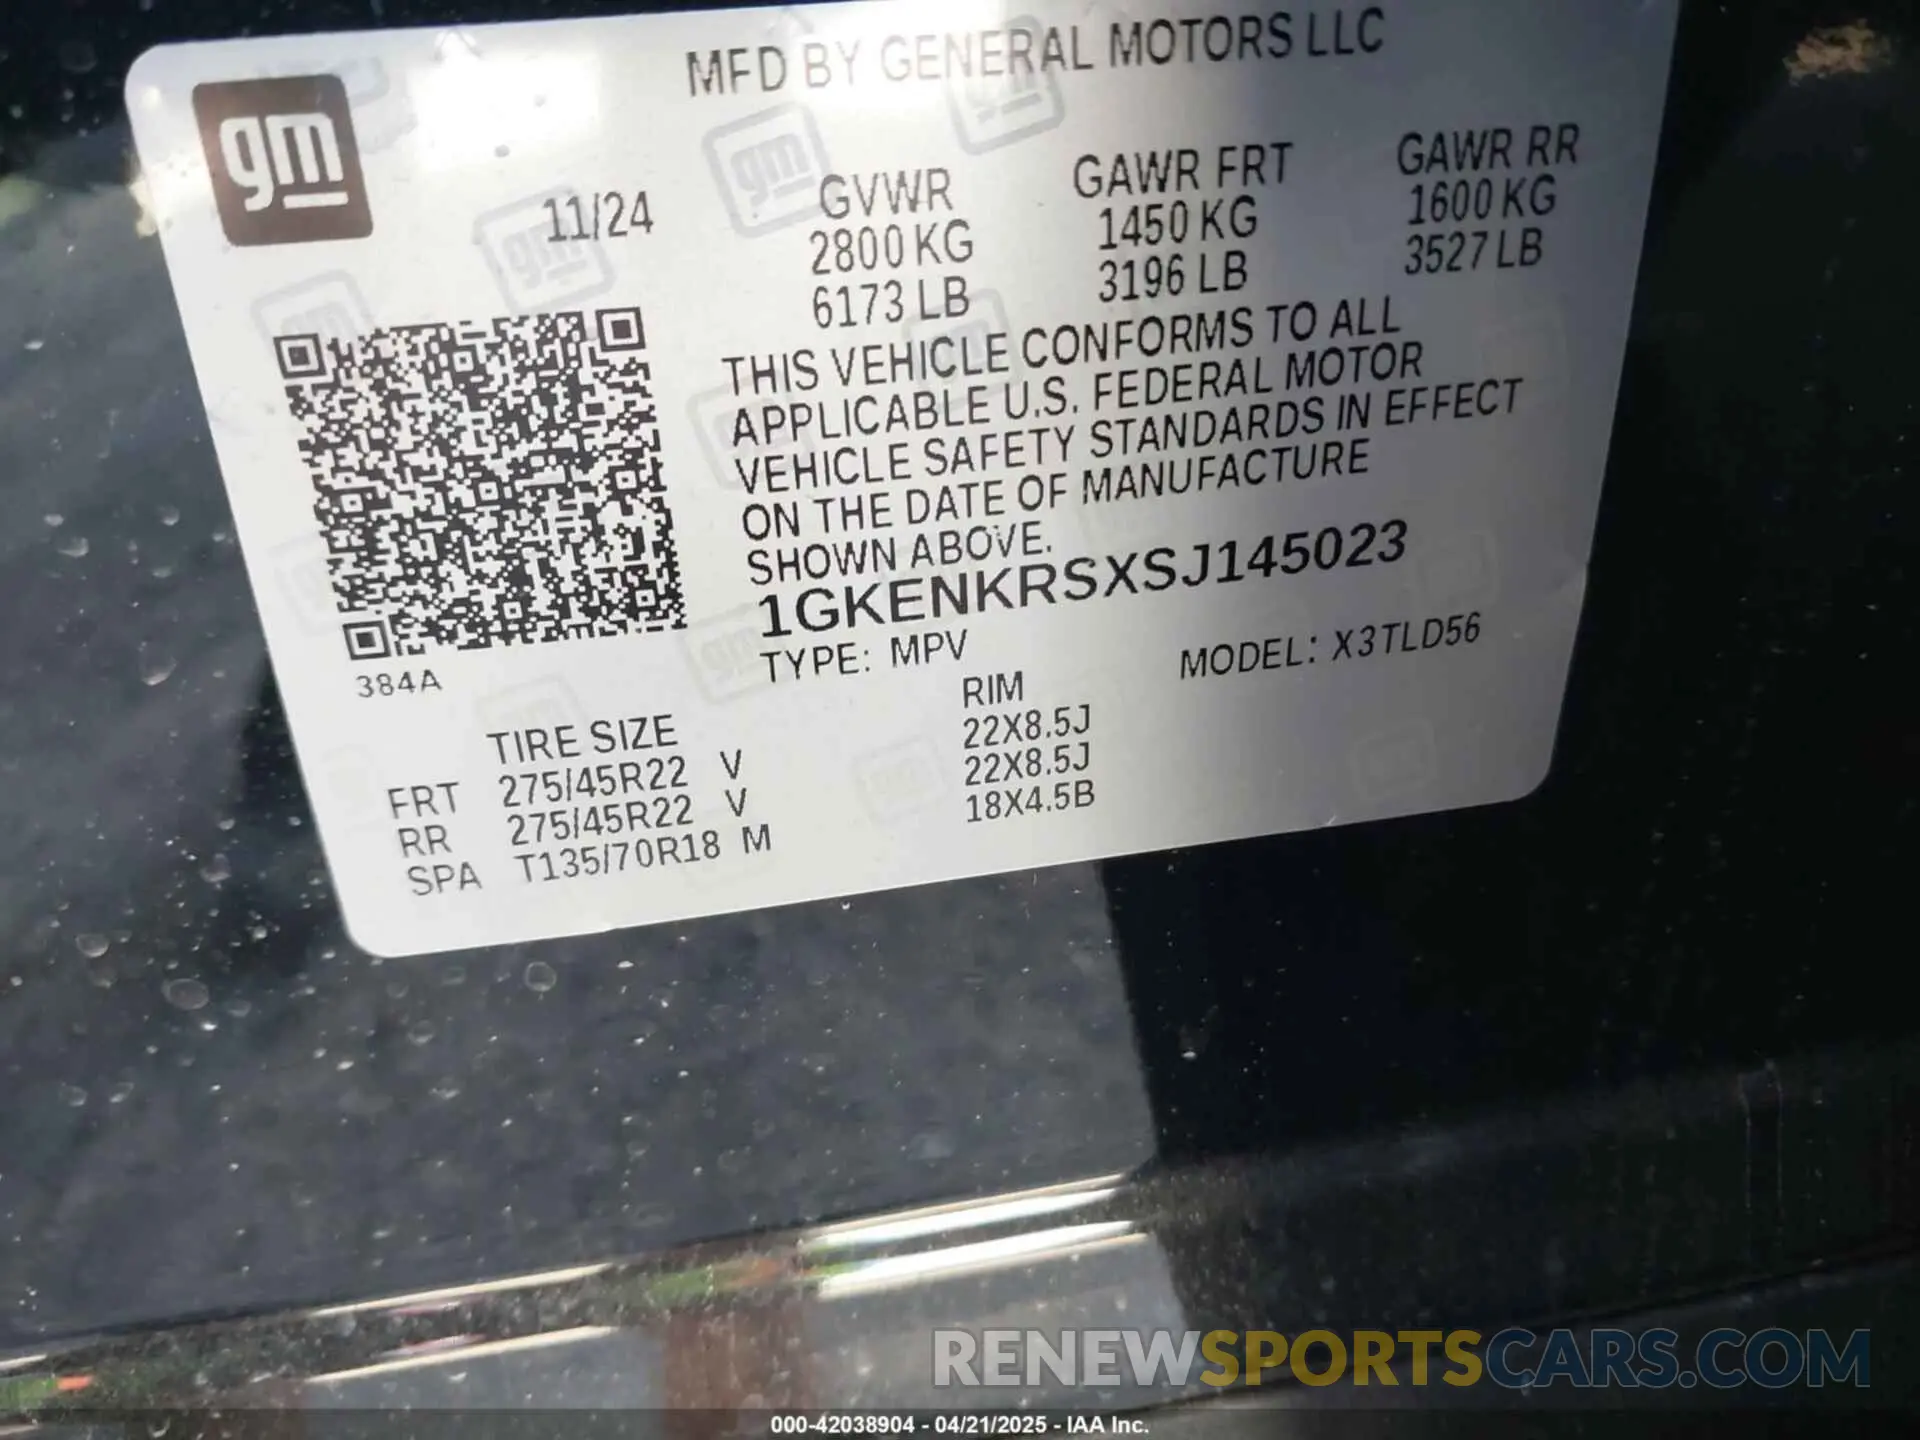 MFD BY GENERAL MOTORS LLC
gm
11/24
GVWR GAWR FRT GAWR RR
2800 KG 1450 KG 1600 KG
6173 LB 3196 LB 3527 LB
THIS VEHICLE CONFORMS TO ALL
APPLICABLE U.S. FEDERAL MOTOR
VEHICLE SAFETY STANDARDS IN EFFECT
ON THE DATE OF MANUFACTURE
SHOWN ABOVE.
1GKENKRSXSJ145023
TYPE: MPV MODEL: X3TLD56
384A
TIRE SIZE RIM
FRT 275/45R22 V 22X8.5J
RR 275/45R22 V 22X8.5J
SPA T135/70R18 M 18X4.5B
RENEWSPORTSCARS.COM
000-42038904 - 04/21/2025 - IAA Inc.